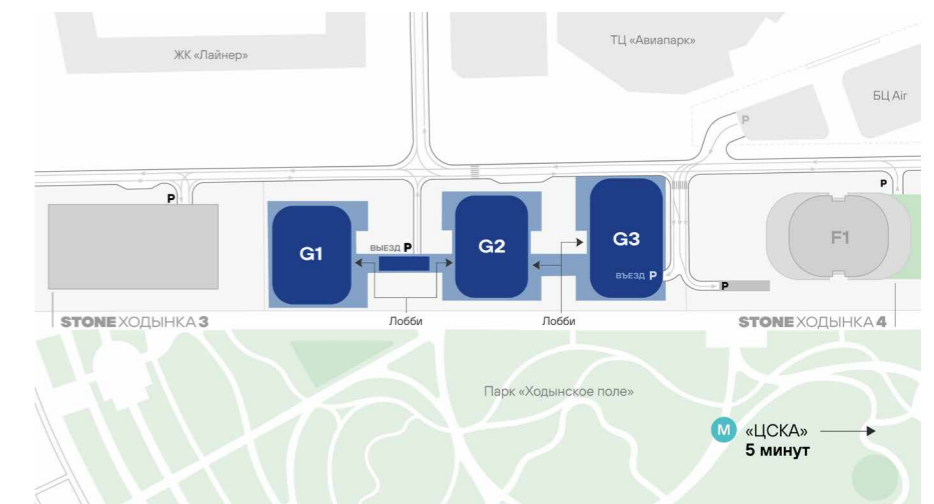 ТЦ «Авиапарк»
ЖК «Лайнер»
БЦ Air
P
P
P
G1
ВЫЕЗД P
G2
G3
F1
ВЪЕЗД P
P
STONE ХОДЫНКА 3
Лобби
Лобби
STONE ХОДЫНКА 4
Парк «Ходынское поле»
М «ЦСКА»
5 минут